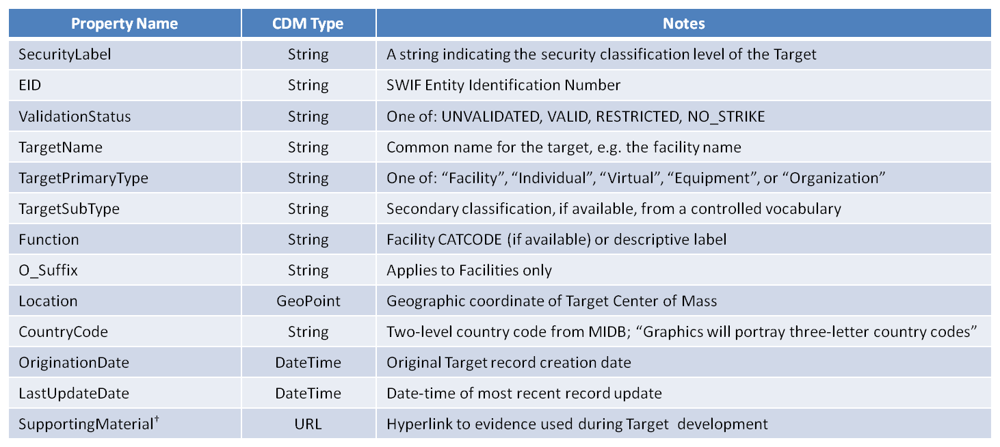 Property Name CDM Type Notes
SecurityLabel String A string indicating the security classification level of the Target
EID String SWIF Entity Identification Number
ValidationStatus String One of: UNVALIDATED, VALID, RESTRICTED, NO_STRIKE
TargetName String Common name for the target, e.g. the facility name
TargetPrimaryType String One of: “Facility”, “Individual”, “Virtual”, “Equipment”, or “Organization”
TargetSubType String Secondary classification, if available, from a controlled vocabulary
Function String Facility CATCODE (if available) or descriptive label
O_Suffix String Applies to Facilities only
Location GeoPoint Geographic coordinate of Target Center of Mass
CountryCode String Two-level country code from MIDB; “Graphics will portray three-letter country codes”
OriginationDate DateTime Original Target record creation date
LastUpdateDate DateTime Date-time of most recent record update
SupportingMaterial† URL Hyperlink to evidence used during Target development